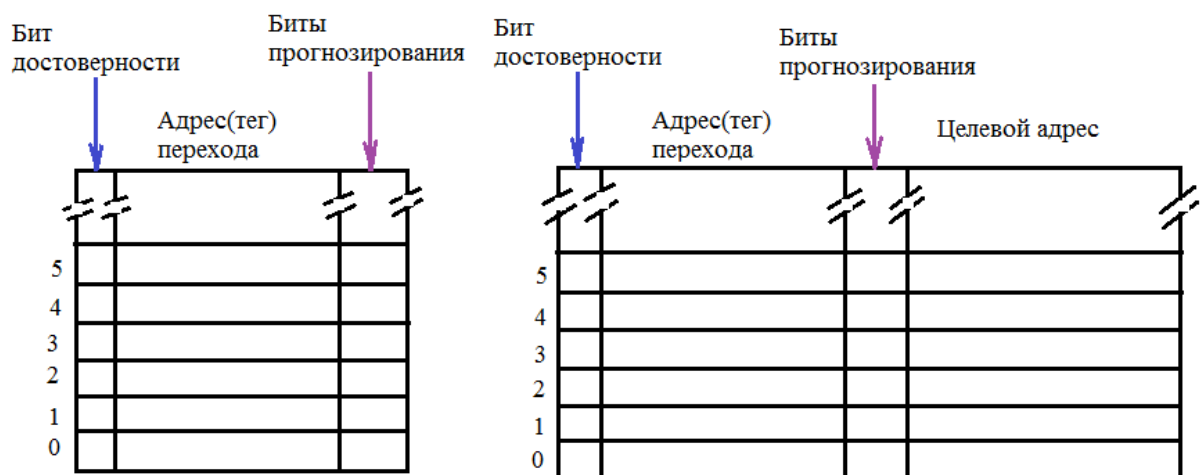 Бит
достоверности
Биты
прогнозирования
Адрес(тег)
перехода
5
4
3
2
1
0
Бит
достоверности
Биты
прогнозирования
Адрес(тег)
перехода
Целевой адрес
5
4
3
2
1
0